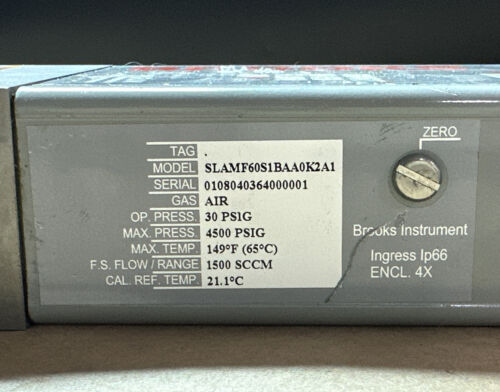 TAG .
MODEL SLAMF60S1BAA0K2A1
SERIAL 0108040364000001
GAS AIR
OP. PRESS. 30 PSIG
MAX. PRESS. 4500 PSIG
MAX. TEMP. 149°F (65°C)
F.S. FLOW / RANGE 1500 SCCM
CAL. REF. TEMP. 21.1°C
ZERO
Brooks Instrument
Ingress Ip66
ENCL. 4X